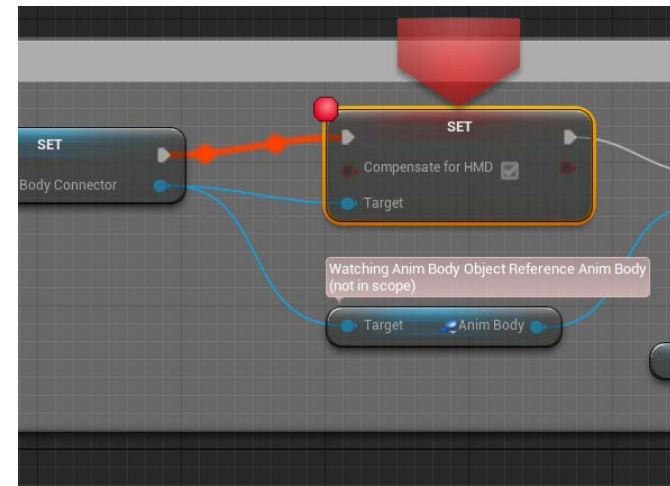 SET
Body Connector
SET
Compensate for HMD
Target
Watching Anim Body Object Reference Anim Body
(not in scope)
Target
Anim Body